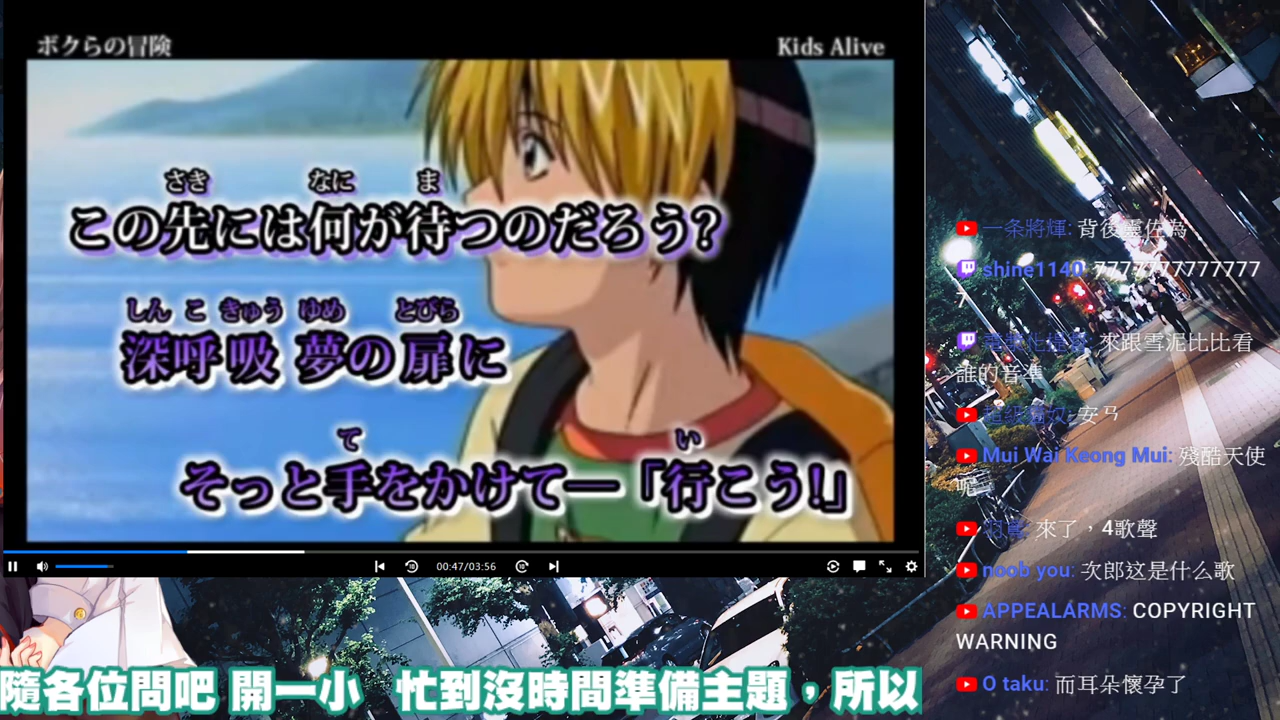 ボクらの冒険
Kids Alive
さき なに ま
この先には何が待つのだろう?
しん こ きゅう ゆめ とびら
深呼吸 夢の扉に
て い
そっと手をかけて―「行こう!」
00:47/03:56
一条將輝: 背後靈佐為
shine1140: 777777777777
7
來跟雪泥比比看
誰的音準
安ㄢ
Mui Wai Keong Mui: 殘酷天使
呢
來了，4歌聲
noob you: 次郎这是什么歌
APPEALARMS: COPYRIGHT
WARNING
O taku: 而耳朵懷孕了
隨各位問吧 開一小 忙到沒時間準備主題，所以